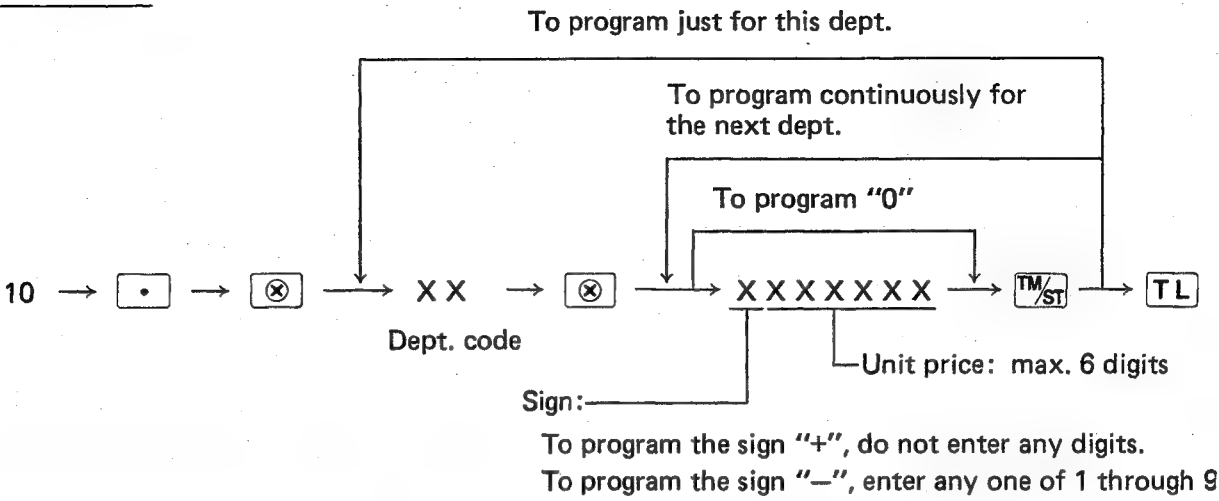 To program just for this dept.
To program continuously for
the next dept.
To program "0"
10 → • → ⊗ → XX → ⊗ → XXXXXXX → TM/ST → TL
Dept. code
Unit price: max. 6 digits
Sign:
To program the sign "+", do not enter any digits.
To program the sign "−", enter any one of 1 through 9